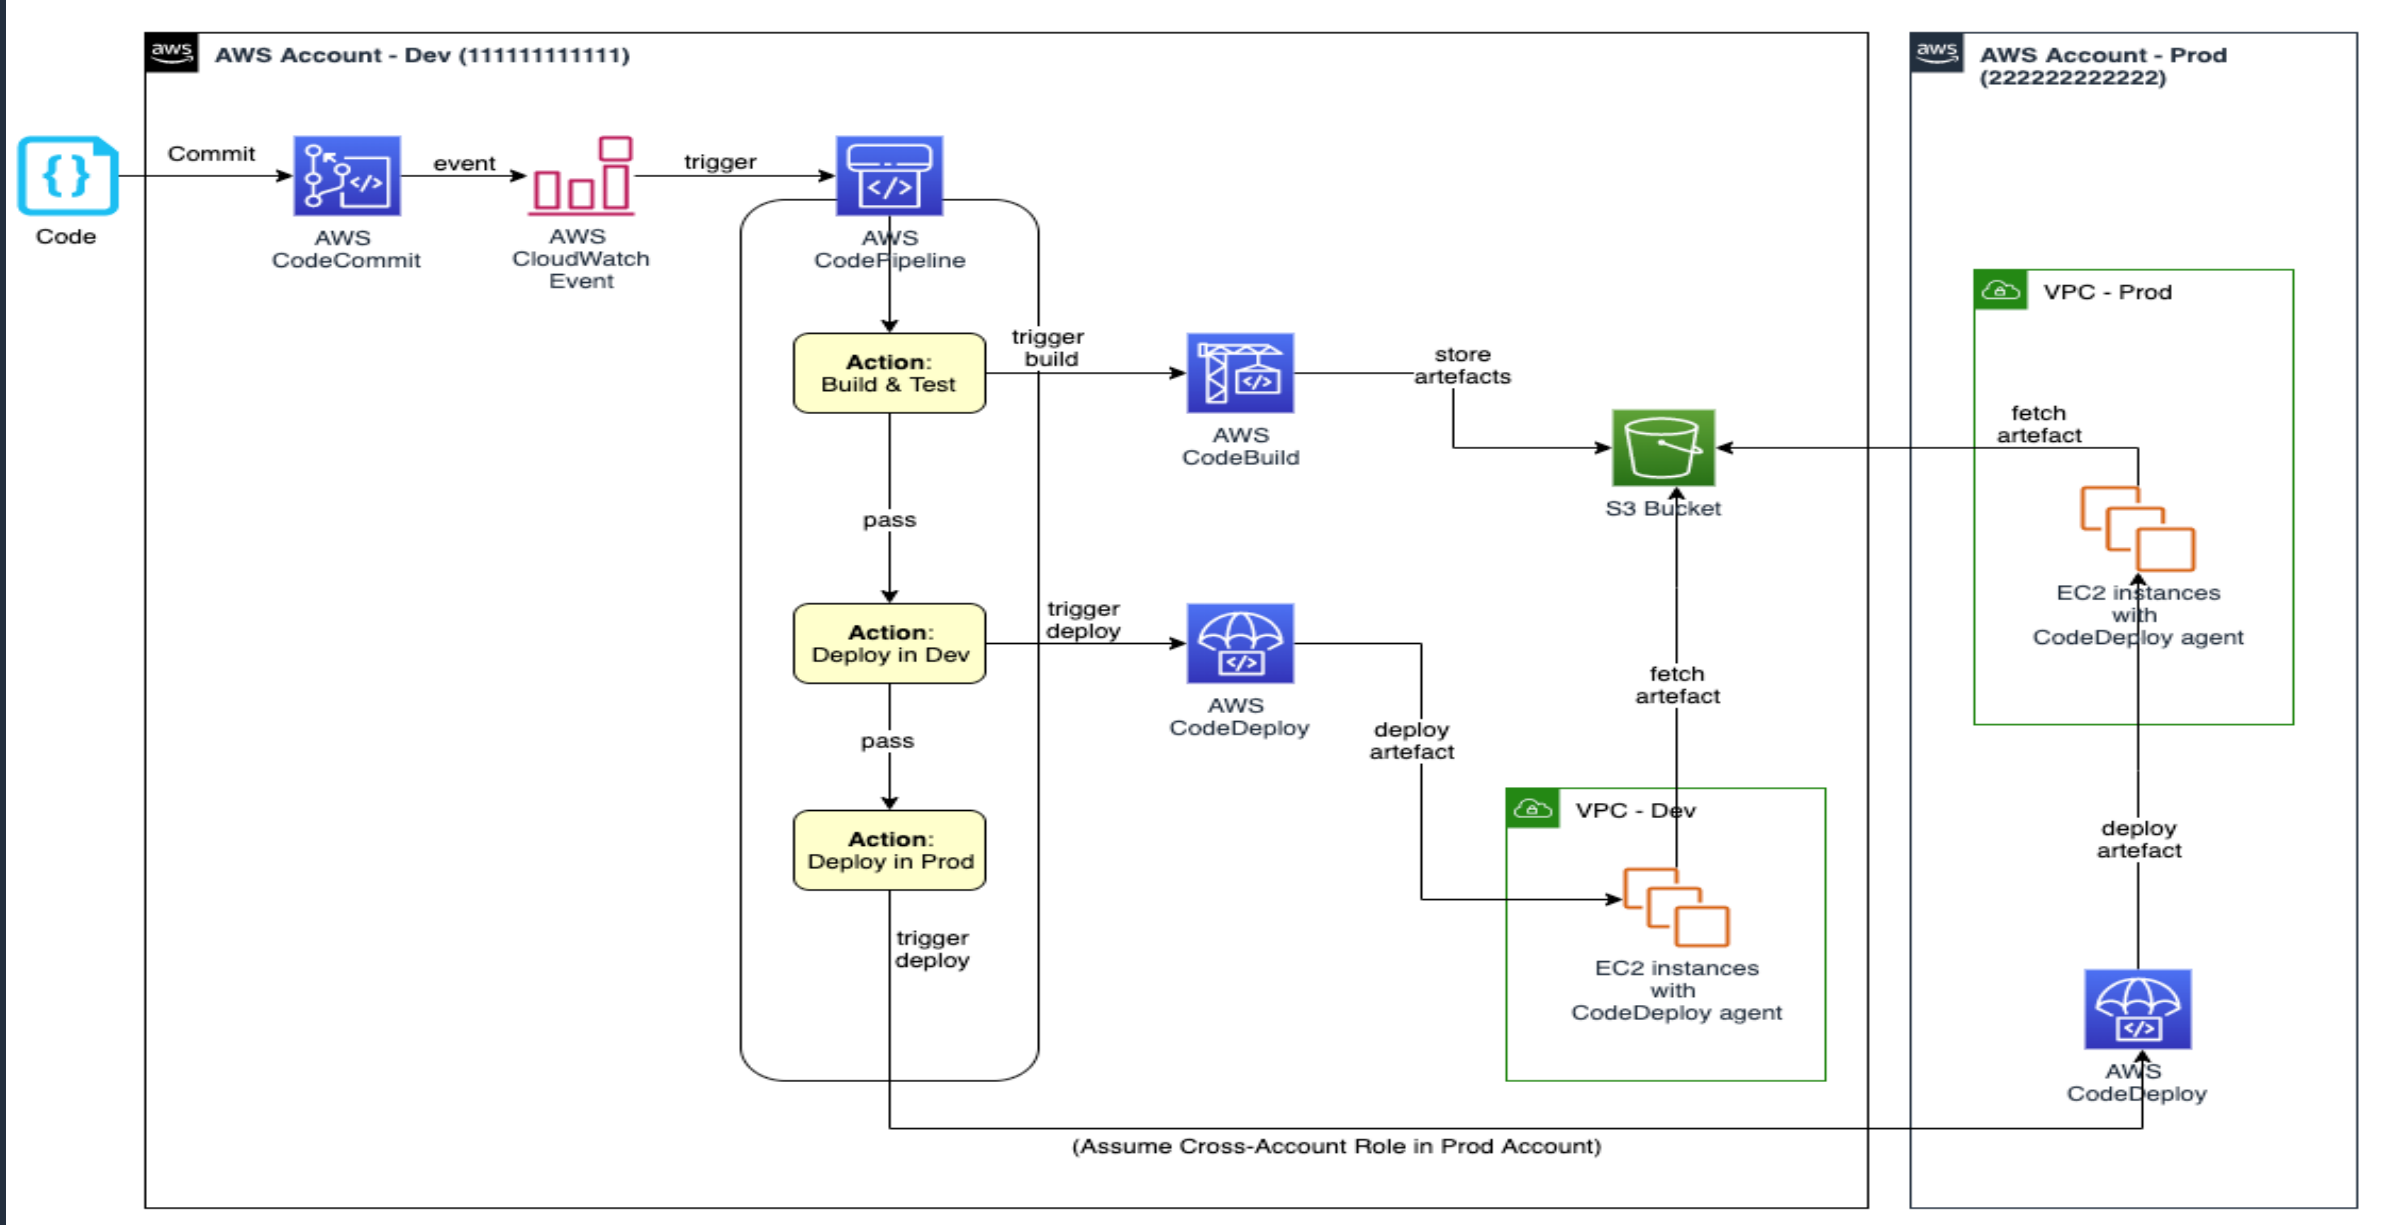 aws
AWS Account - Dev (111111111111)
aws
AWS Account - Prod
(222222222222)
Commit
event
trigger
Code
AWS
CodeCommit
AWS
CloudWatch
Event
AWS
CodePipeline
VPC - Prod
trigger
build
Action:
Build & Test
store
artefacts
fetch
artefact
AWS
CodeBuild
S3 Bucket
pass
EC2 instances
with
CodeDeploy agent
trigger
deploy
Action:
Deploy in Dev
fetch
artefact
AWS
CodeDeploy
pass
deploy
artefact
VPC - Dev
Action:
Deploy in Prod
deploy
artefact
trigger
deploy
EC2 instances
with
CodeDeploy agent
AWS
CodeDeploy
(Assume Cross-Account Role in Prod Account)